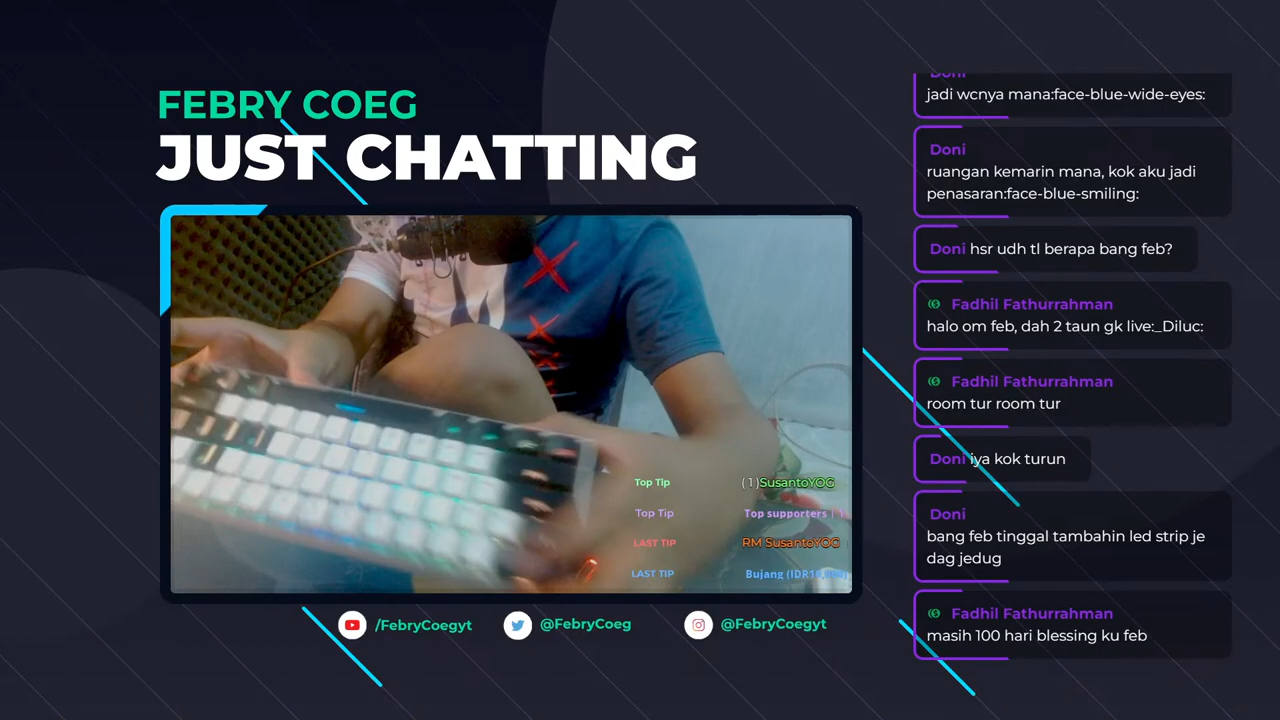 FEBRY COEG
JUST CHATTING
Top Tip
(1)SusantoYOG
Top Tip
Top supporters
LAST TIP
RM SusantoYOG
LAST TIP
Bujang
/FebryCoegyt
@FebryCoeg
@FebryCoegyt
Doni
jadi wcnya mana:face-blue-wide-eyes:
Doni
ruangan kemarin mana, kok aku jadi
penasaran:face-blue-smiling:
Doni hsr udh tl berapa bang feb?
Fadhil Fathurrahman
halo om feb, dah 2 taun gk live:_Diluc:
Fadhil Fathurrahman
room tur room tur
Doni iya kok turun
Doni
bang feb tinggal tambahin led strip je
dag jedug
Fadhil Fathurrahman
masih 100 hari blessing ku feb